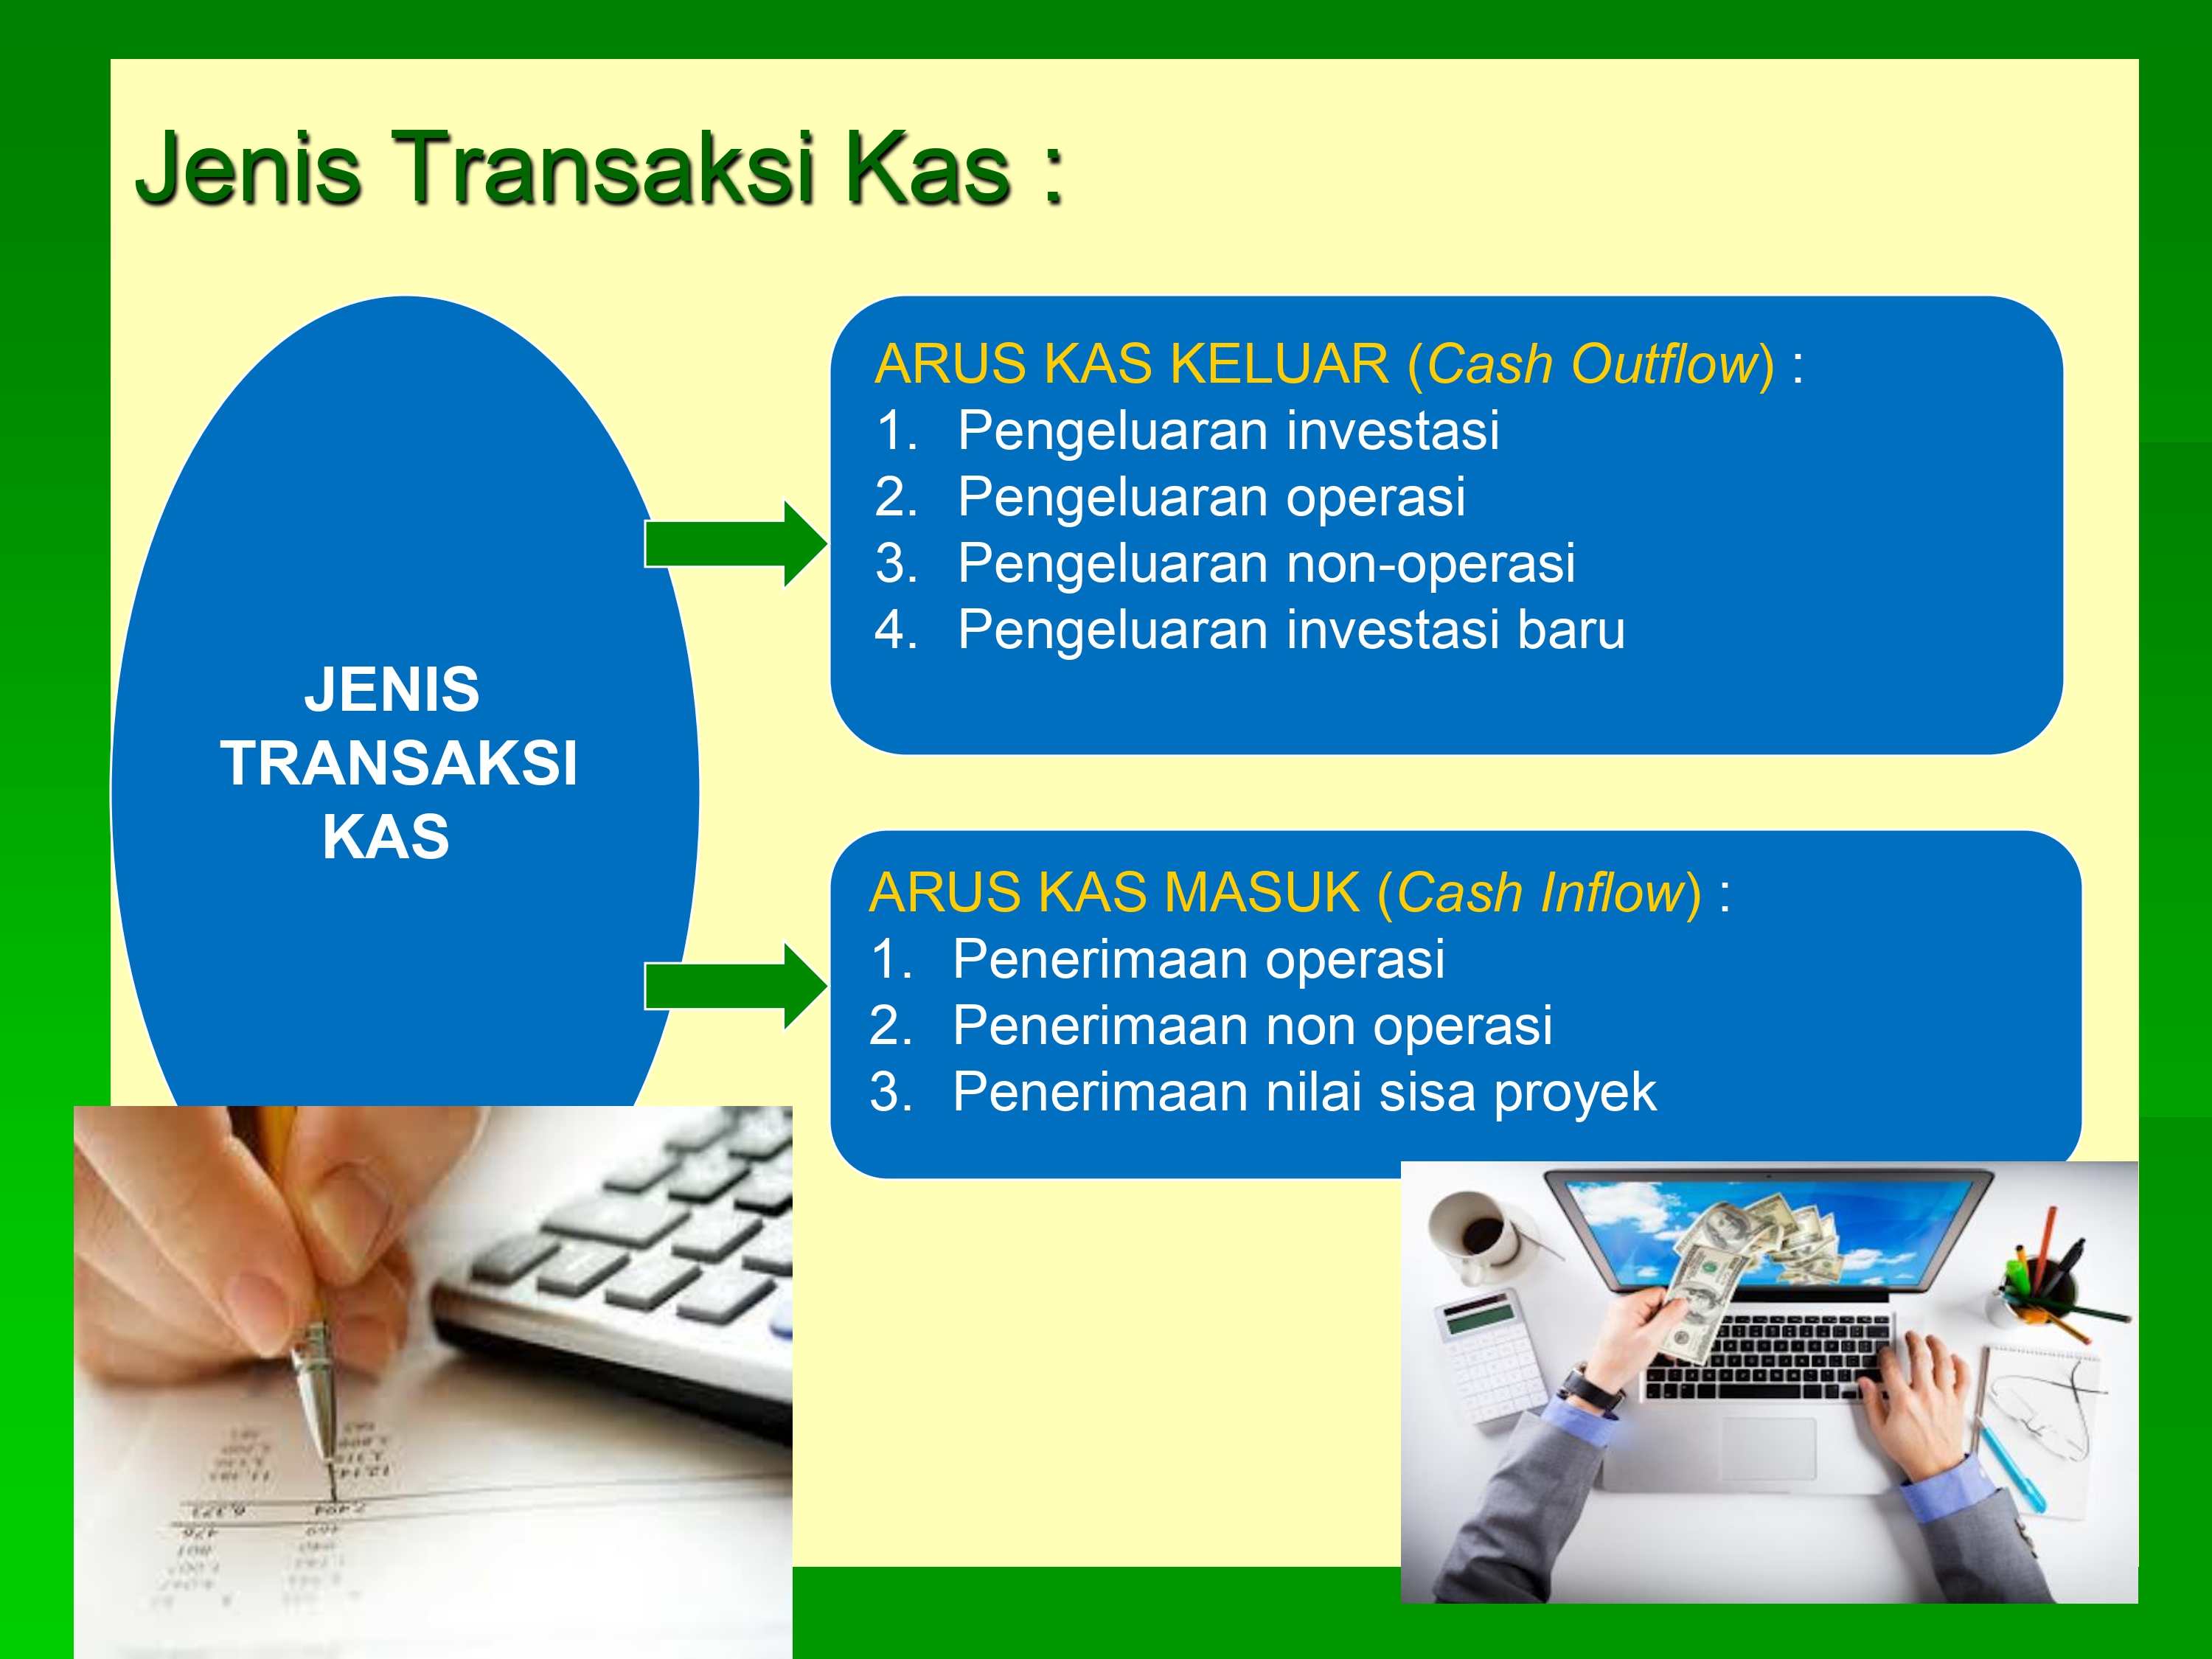 Jenis Transaksi Kas :
JENIS
TRANSAKSI
KAS
ARUS KAS KELUAR (Cash Outflow) :
1. Pengeluaran investasi
2. Pengeluaran operasi
3. Pengeluaran non-operasi
4. Pengeluaran investasi baru
ARUS KAS MASUK (Cash Inflow) :
1. Penerimaan operasi
2. Penerimaan non operasi
3. Penerimaan nilai sisa proyek